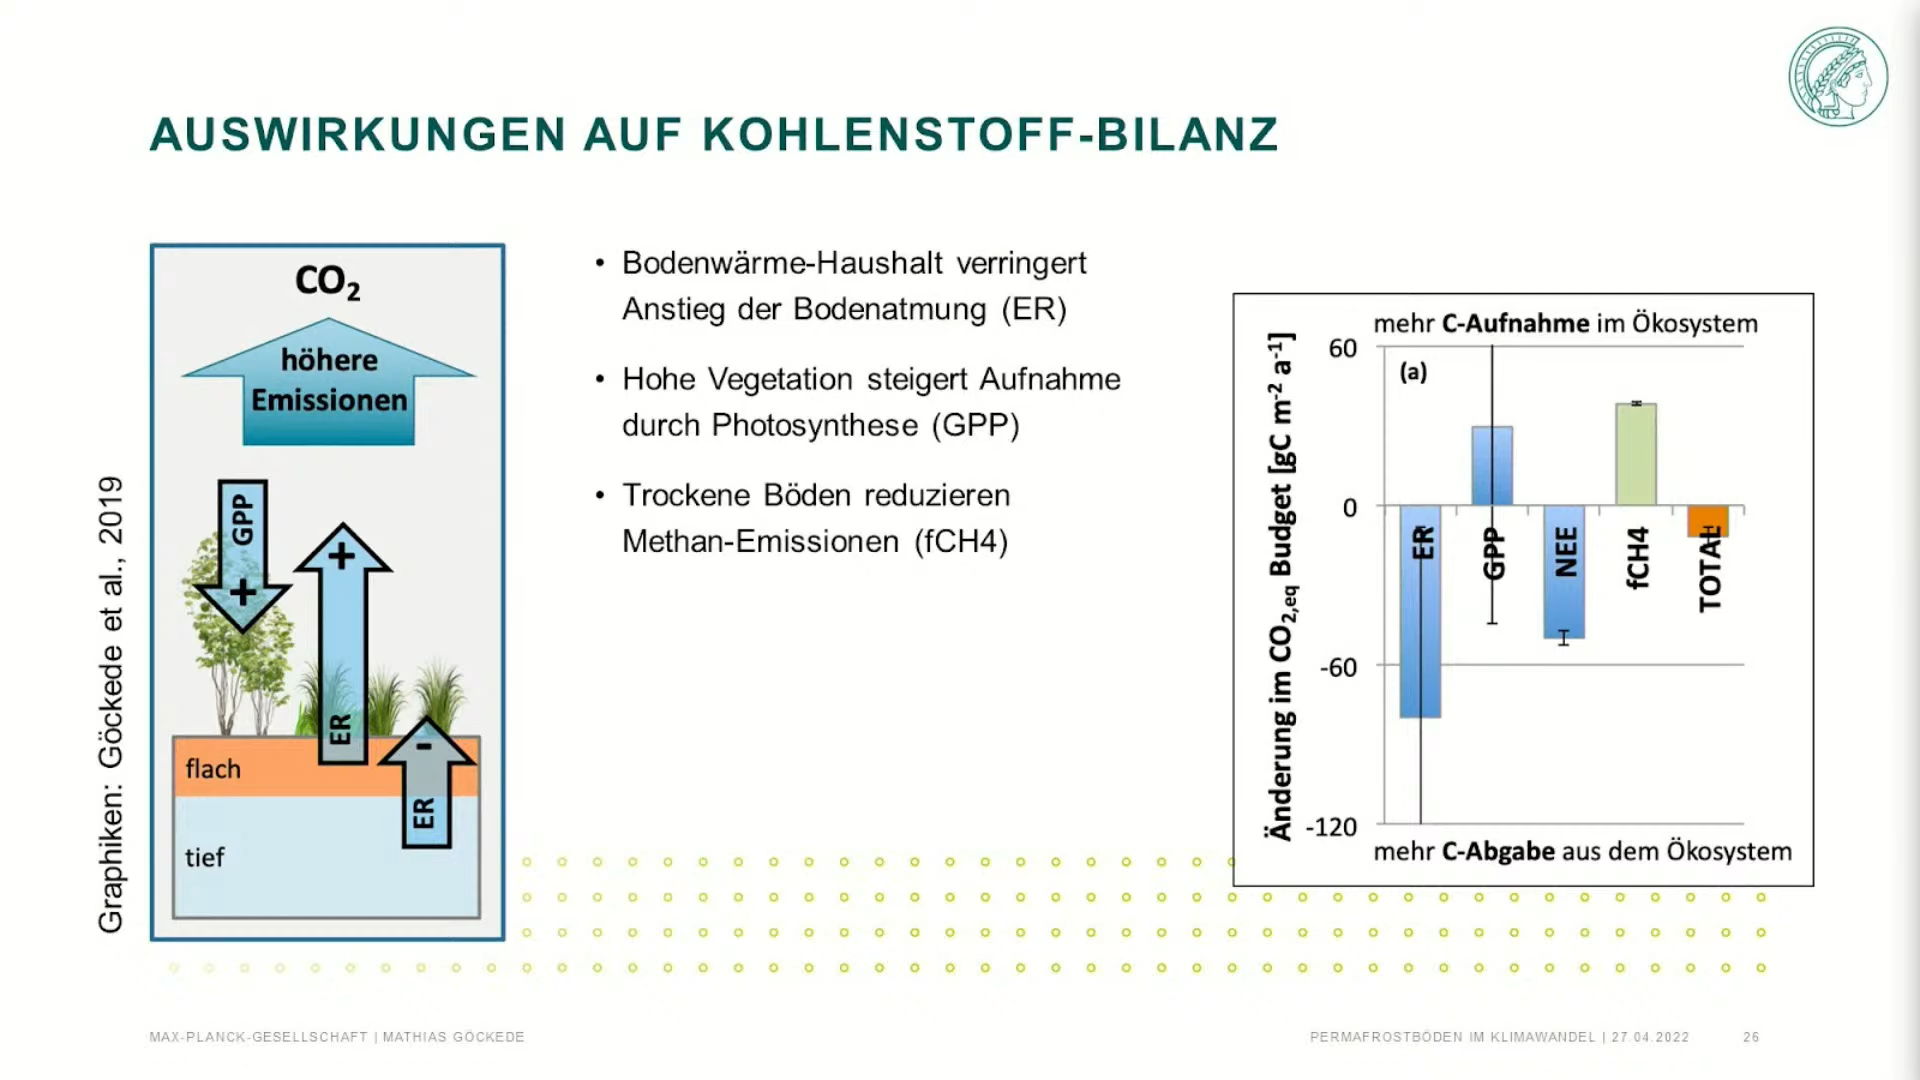 AUSWIRKUNGEN AUF KOHLENSTOFF-BILANZ
CO2
höhere
Emissionen
GPP
+
+
ER
-
ER
flach
tief
Graphiken: Göckede et al., 2019
• Bodenwärme-Haushalt verringert
Anstieg der Bodenatmung (ER)
• Hohe Vegetation steigert Aufnahme
durch Photosynthese (GPP)
• Trockene Böden reduzieren
Methan-Emissionen (fCH4)
mehr C-Aufnahme im Ökosystem
Änderung im CO2,eq Budget [gC m-2 a-1]
60
(a)
0
-60
-120
ER
GPP
NEE
fCH4
TOTAL
mehr C-Abgabe aus dem Ökosystem
MAX-PLANCK-GESELLSCHAFT | MATHIAS GÖCKEDE
PERMAFROSTBÖDEN IM KLIMAWANDEL | 27.04.2022
26